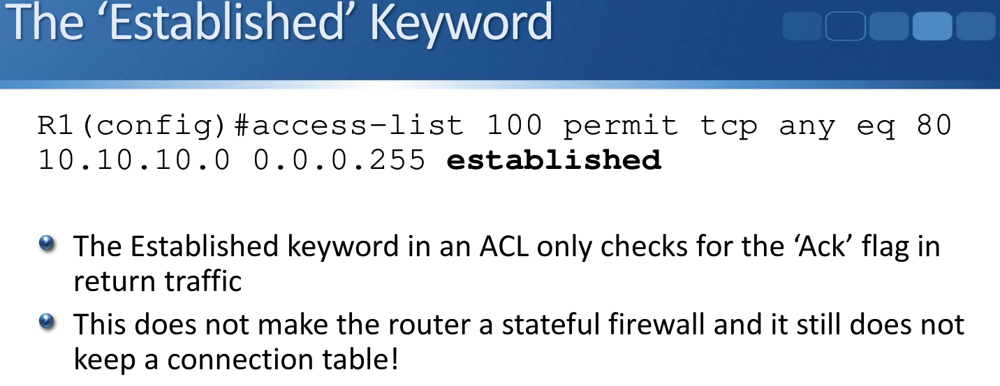 The ‘Established’ Keyword
R1(config)#access-list 100 permit tcp any eq 80
10.10.10.0 0.0.0.255 established
The Established keyword in an ACL only checks for the ‘Ack’ flag in
return traffic
This does not make the router a stateful firewall and it still does not
keep a connection table!